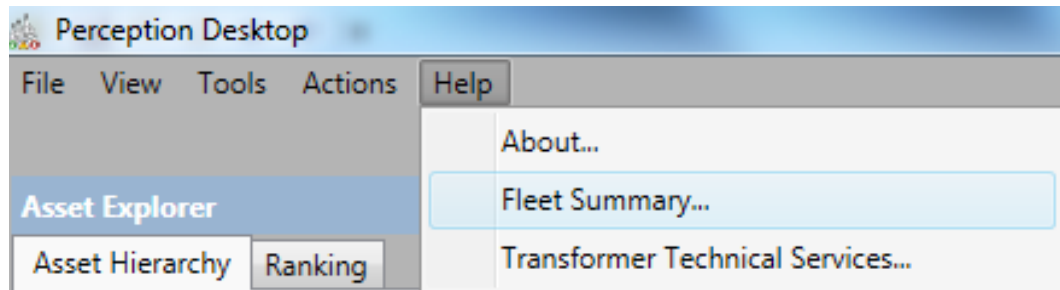 Perception Desktop
File View Tools Actions Help
About...
Asset Explorer
Fleet Summary...
Asset Hierarchy Ranking
Transformer Technical Services...